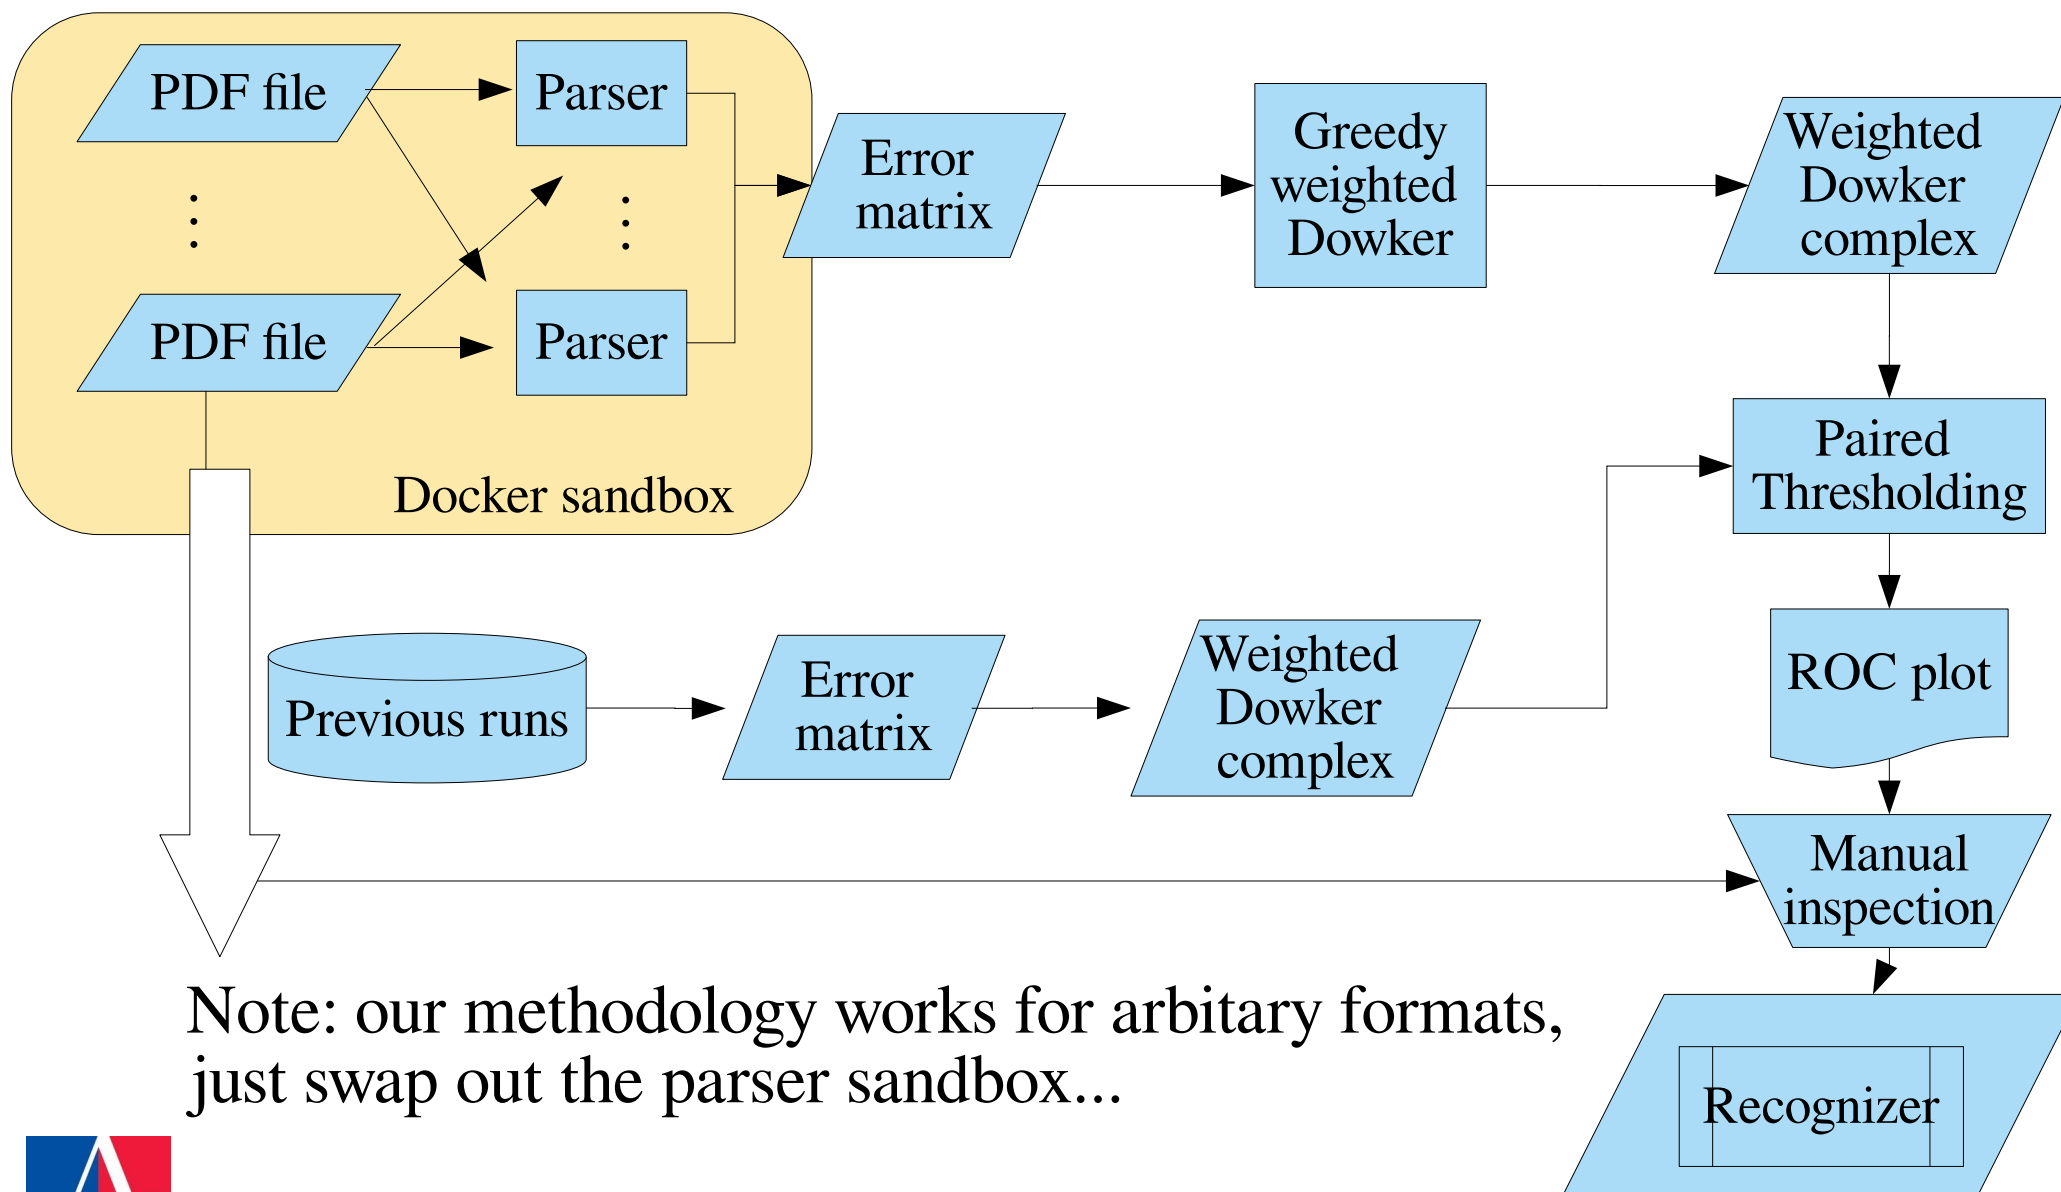 PDF file
Parser
⋮
⋮
PDF file
Parser
Docker sandbox
Error
matrix
Greedy
weighted
Dowker
Weighted
Dowker
complex
Paired
Thresholding
Previous runs
Error
matrix
Weighted
Dowker
complex
ROC plot
Manual
inspection
Note: our methodology works for arbitary formats,
just swap out the parser sandbox...
Recognizer